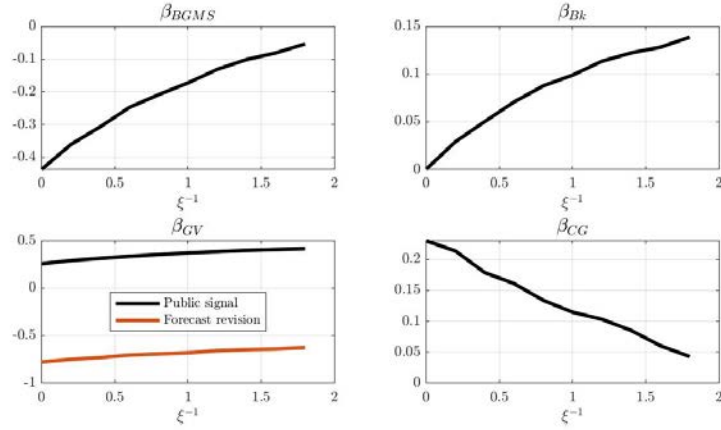 β_BGMS
0
-0.1
-0.2
-0.3
-0.4
0 0.5 1 1.5 2
ξ⁻¹
β_Bk
0.15
0.1
0.05
0
0 0.5 1 1.5 2
ξ⁻¹
β_GV
0.5
0
-0.5
-1
Public signal
Forecast revision
0 0.5 1 1.5 2
ξ⁻¹
β_CG
0.2
0.15
0.1
0.05
0
0 0.5 1 1.5 2
ξ⁻¹